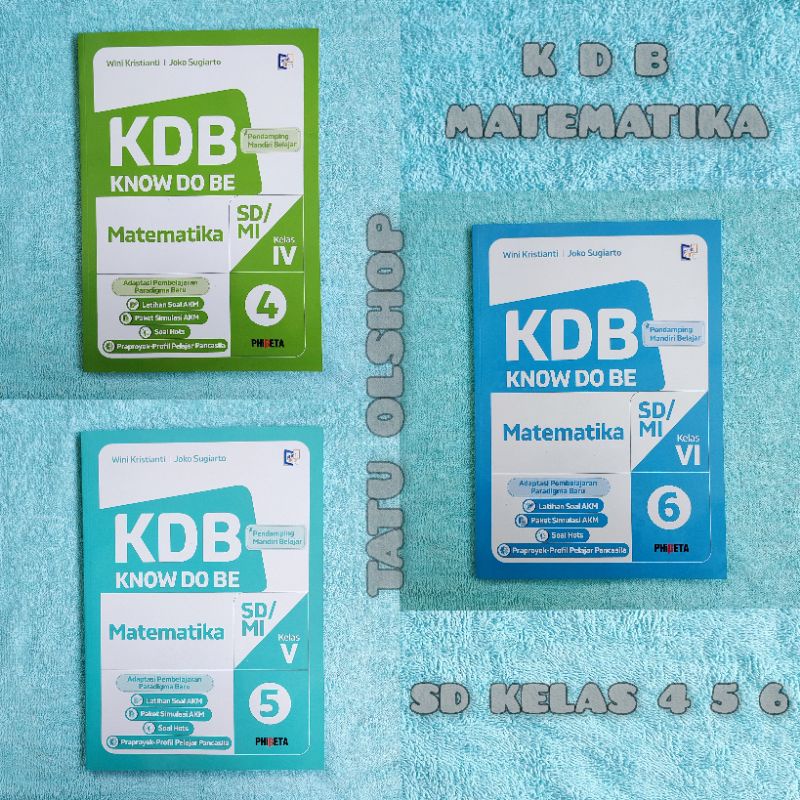 Wini Kristianti | Joko Sugiarto
KDB
Pendamping
Mandiri Belajar
KNOW DO BE
Matematika
SD/
MI
Kelas
IV
Adaptasi Pembelajaran
Paradigma Baru
Latihan Soal AKM
Paket Simulasi AKM
Soal Hots
Praproyek-Profil Pelajar Pancasila
4
PHIβETA
K D B
MATEMATIKA
TATU OLSHOP
Wini Kristianti | Joko Sugiarto
KDB
Pendamping
Mandiri Belajar
KNOW DO BE
Matematika
SD/
MI
Kelas
VI
Adaptasi Pembelajaran
Paradigma Baru
Latihan Soal AKM
Paket Simulasi AKM
Soal Hots
Praproyek-Profil Pelajar Pancasila
6
PHIβETA
Wini Kristianti | Joko Sugiarto
KDB
Pendamping
Mandiri Belajar
KNOW DO BE
Matematika
SD/
MI
Kelas
V
Adaptasi Pembelajaran
Paradigma Baru
Latihan Soal AKM
Paket Simulasi AKM
Soal Hots
Praproyek-Profil Pelajar Pancasila
5
PHIβETA
SD KELAS 4 5 6